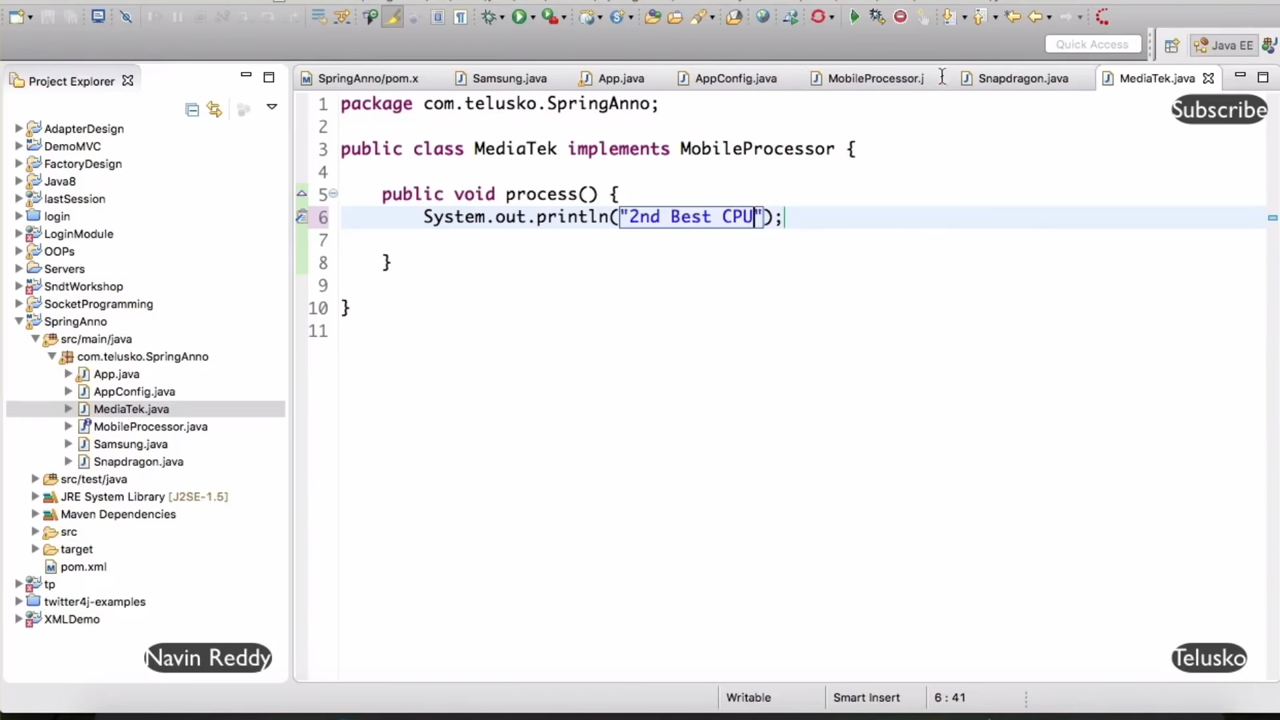 Quick Access
Java EE
Project Explorer
SpringAnno/pom.x
Samsung.java
App.java
AppConfig.java
MobileProcessor.j
Snapdragon.java
MediaTek.java
AdapterDesign
DemoMVC
FactoryDesign
Java8
lastSession
login
LoginModule
OOPs
Servers
SndtWorkshop
SocketProgramming
SpringAnno
src/main/java
com.telusko.SpringAnno
App.java
AppConfig.java
MediaTek.java
MobileProcessor.java
Samsung.java
Snapdragon.java
src/test/java
JRE System Library [J2SE-1.5]
Maven Dependencies
src
target
pom.xml
tp
twitter4j-examples
XMLDemo
Navin Reddy
1 package com.telusko.SpringAnno;
2
3 public class MediaTek implements MobileProcessor {
4
5 public void process() {
6 System.out.println("2nd Best CPU");
7
8 }
9
10 }
11
Subscribe
Telusko
Writable
Smart Insert
6 : 41